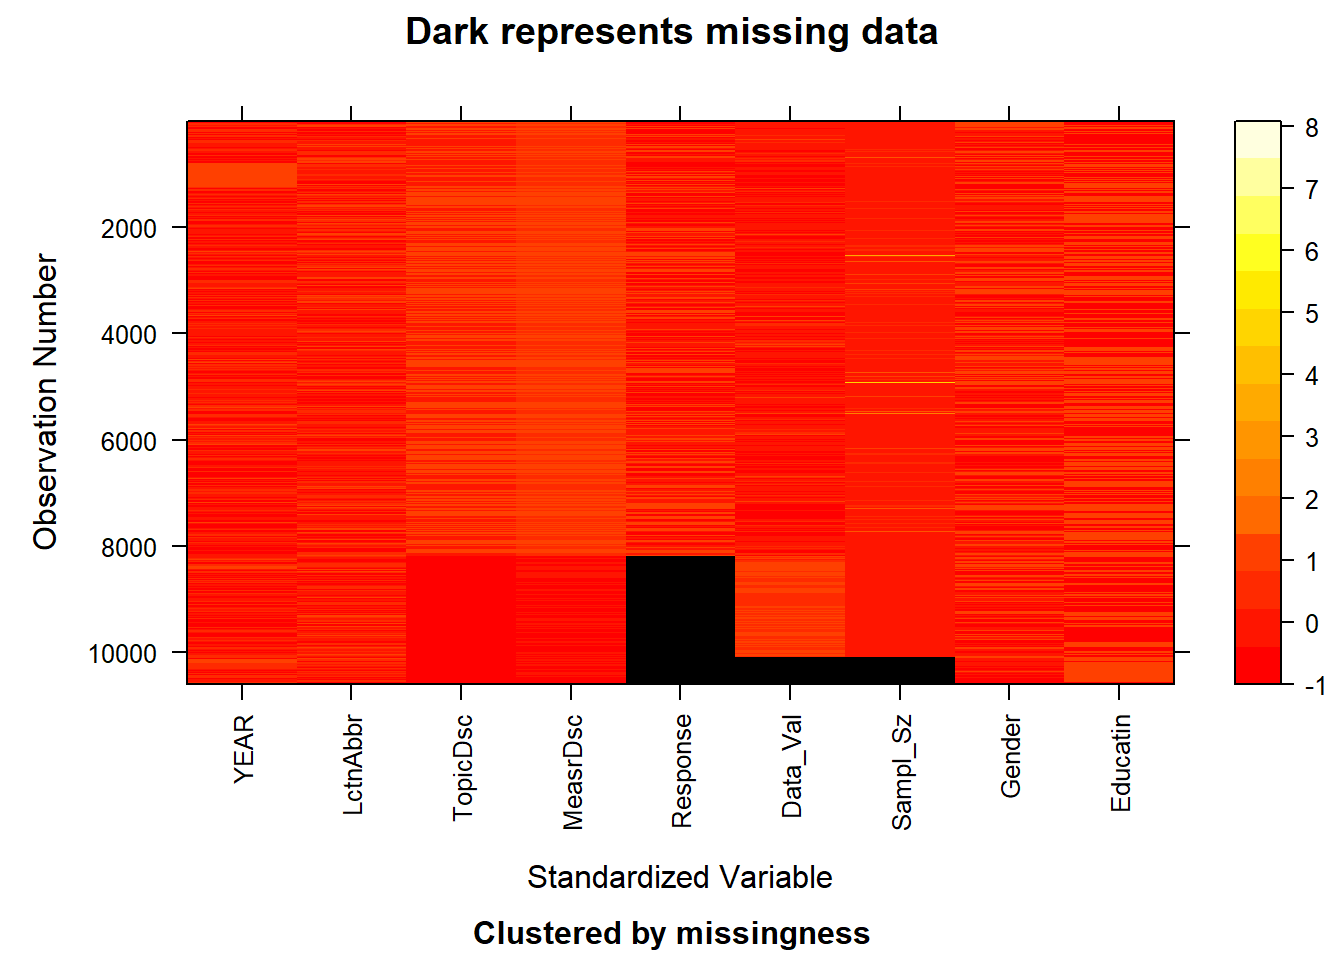 Dark represents missing data
Observation Number
2000
4000
6000
8000
10000
YEAR
LctnAbbr
TopicDsc
MeasrDsc
Response
Data_Val
Sampl_Sz
Gender
Educatin
8
7
6
5
4
3
2
1
0
-1
Standardized Variable
Clustered by missingness